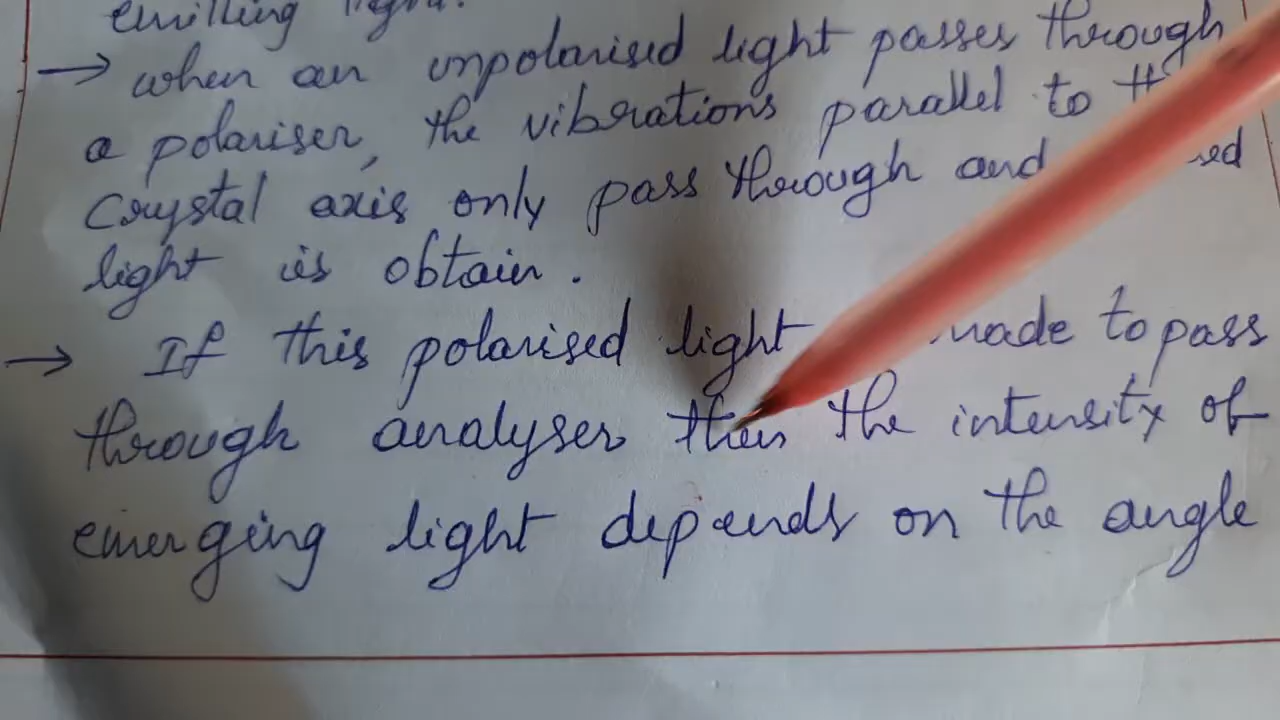 emitting light.
→ when an unpolarised light passes through
a polariser, the vibrations parallel to
crystal axis only pass through and
light is obtain.
→ If this polarised light made to pass
through analyser then the intensity of
emerging light depends on the angle